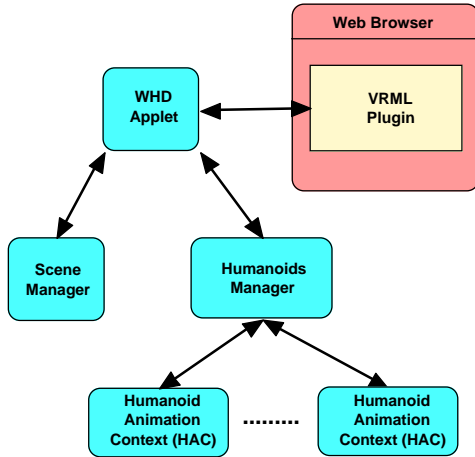 Web Browser
VRML
Plugin
WHD
Applet
Scene
Manager
Humanoids
Manager
Humanoid
Animation
Context (HAC)
.........
Humanoid
Animation
Context (HAC)